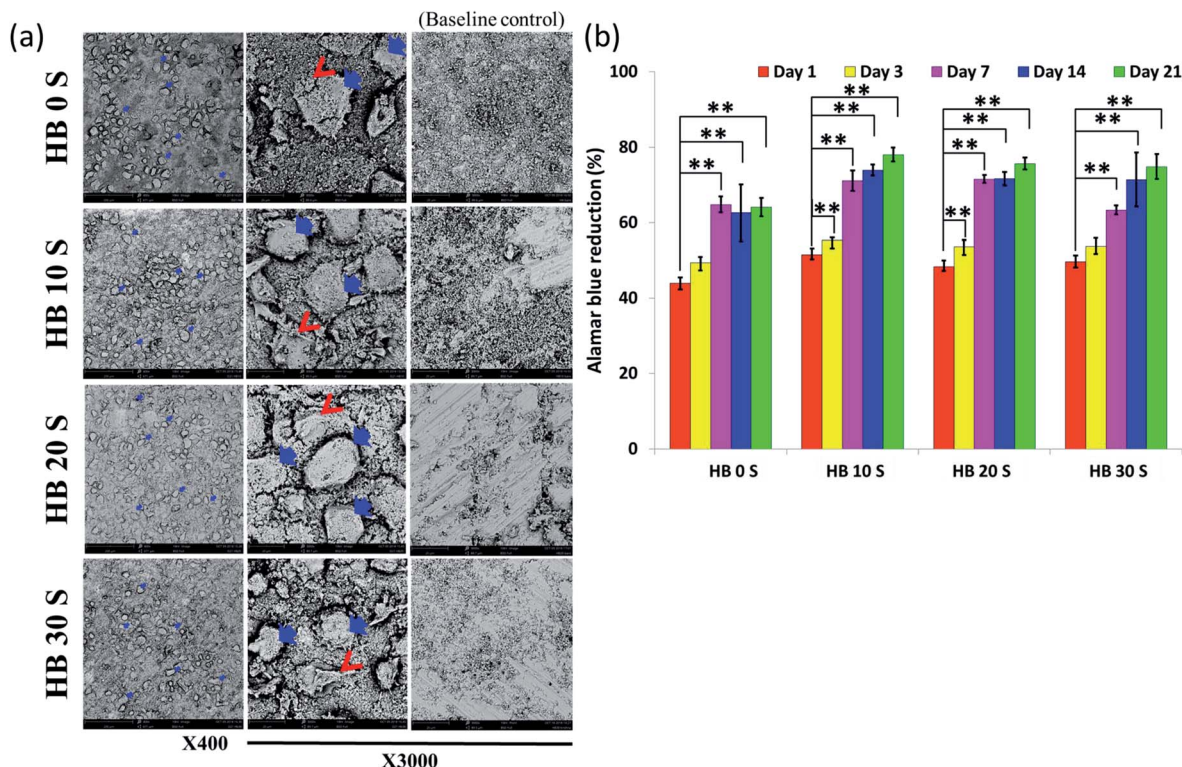 (a)
(Baseline control)
HB 0 S
HB 10 S
HB 20 S
HB 30 S
X400
X3000
(b)
Day 1 Day 3 Day 7 Day 14 Day 21
Alamar blue reduction (%)
100
80
60
40
20
0
**
**
**
**
**
**
**
**
**
**
**
**
**
**
HB 0 S HB 10 S HB 20 S HB 30 S